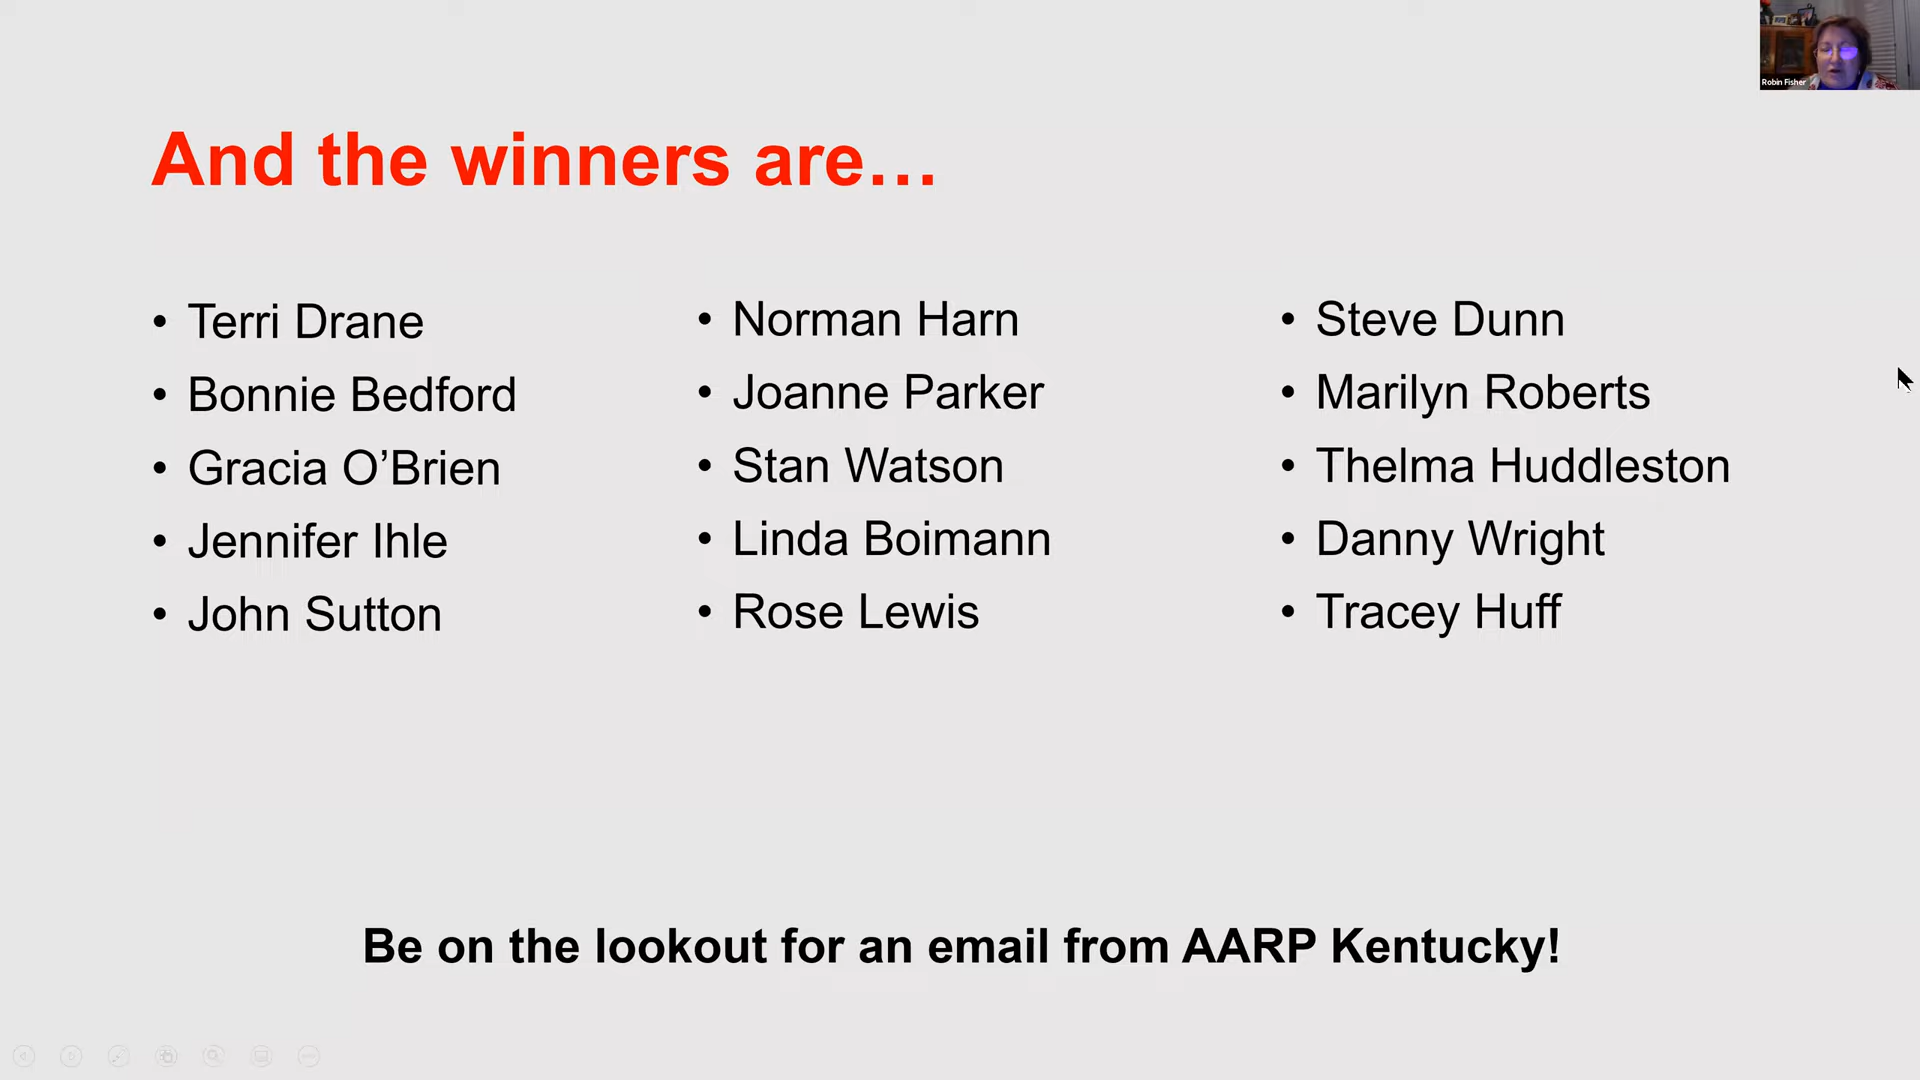 Robin Fisher
And the winners are…
• Terri Drane
• Bonnie Bedford
• Gracia O’Brien
• Jennifer Ihle
• John Sutton
• Norman Harn
• Joanne Parker
• Stan Watson
• Linda Boimann
• Rose Lewis
• Steve Dunn
• Marilyn Roberts
• Thelma Huddleston
• Danny Wright
• Tracey Huff
Be on the lookout for an email from AARP Kentucky!